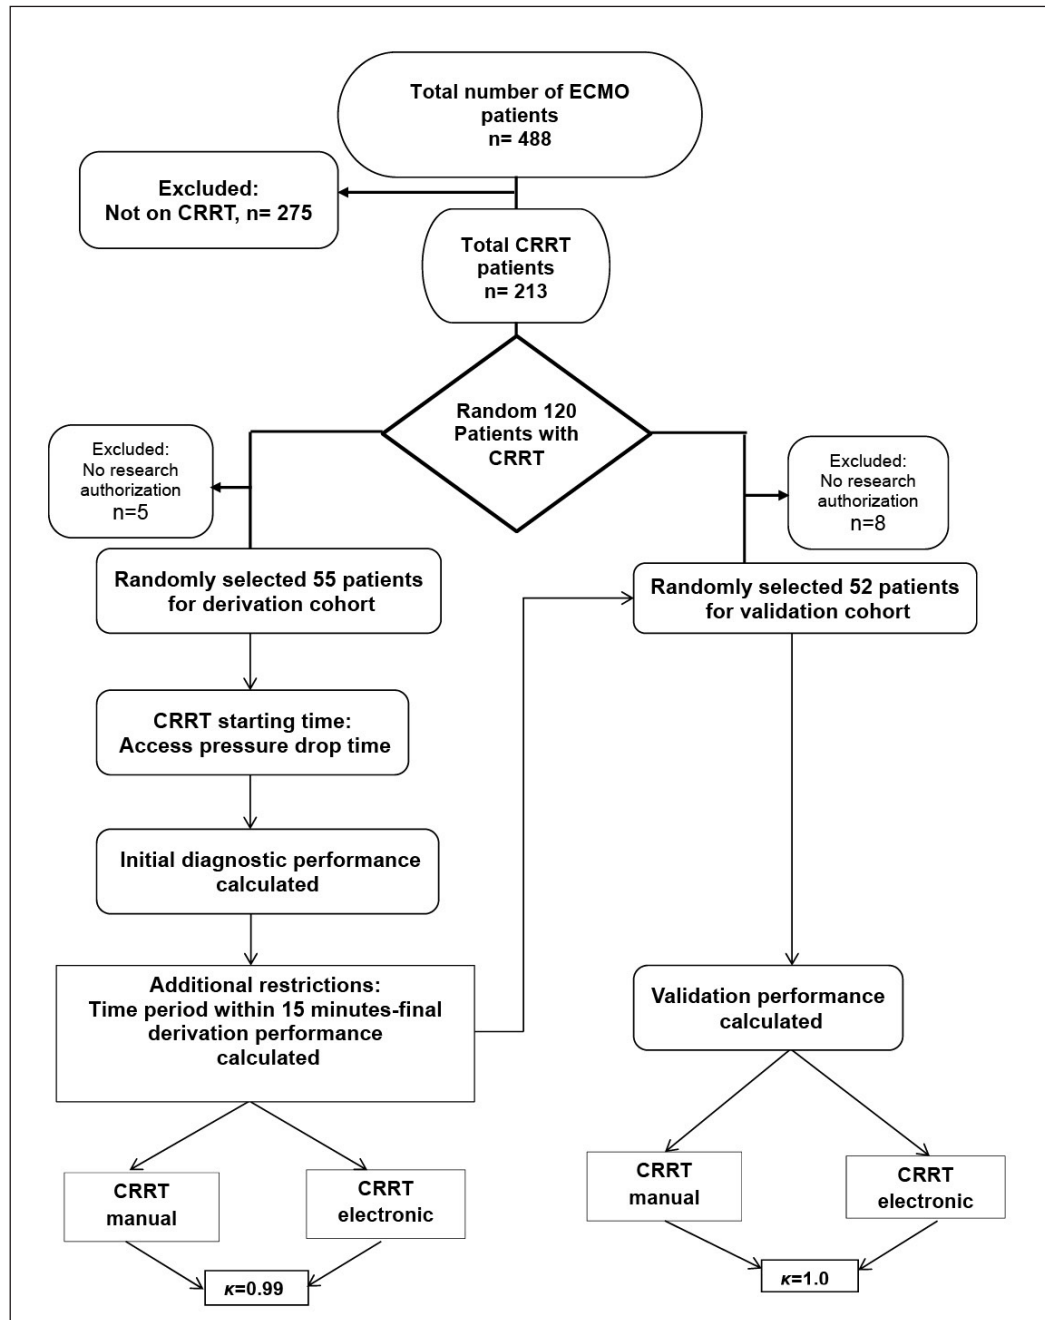 Total number of ECMO
patients
n= 488
Excluded:
Not on CRRT, n= 275
Total CRRT
patients
n= 213
Random 120
Patients with
CRRT
Excluded:
No research
authorization
n=5
Excluded:
No research
authorization
n=8
Randomly selected 55 patients
for derivation cohort
Randomly selected 52 patients
for validation cohort
CRRT starting time:
Access pressure drop time
Initial diagnostic performance
calculated
Additional restrictions:
Time period within 15 minutes-final
derivation performance
calculated
Validation performance
calculated
CRRT
manual
CRRT
electronic
CRRT
manual
CRRT
electronic
κ=0.99
κ=1.0